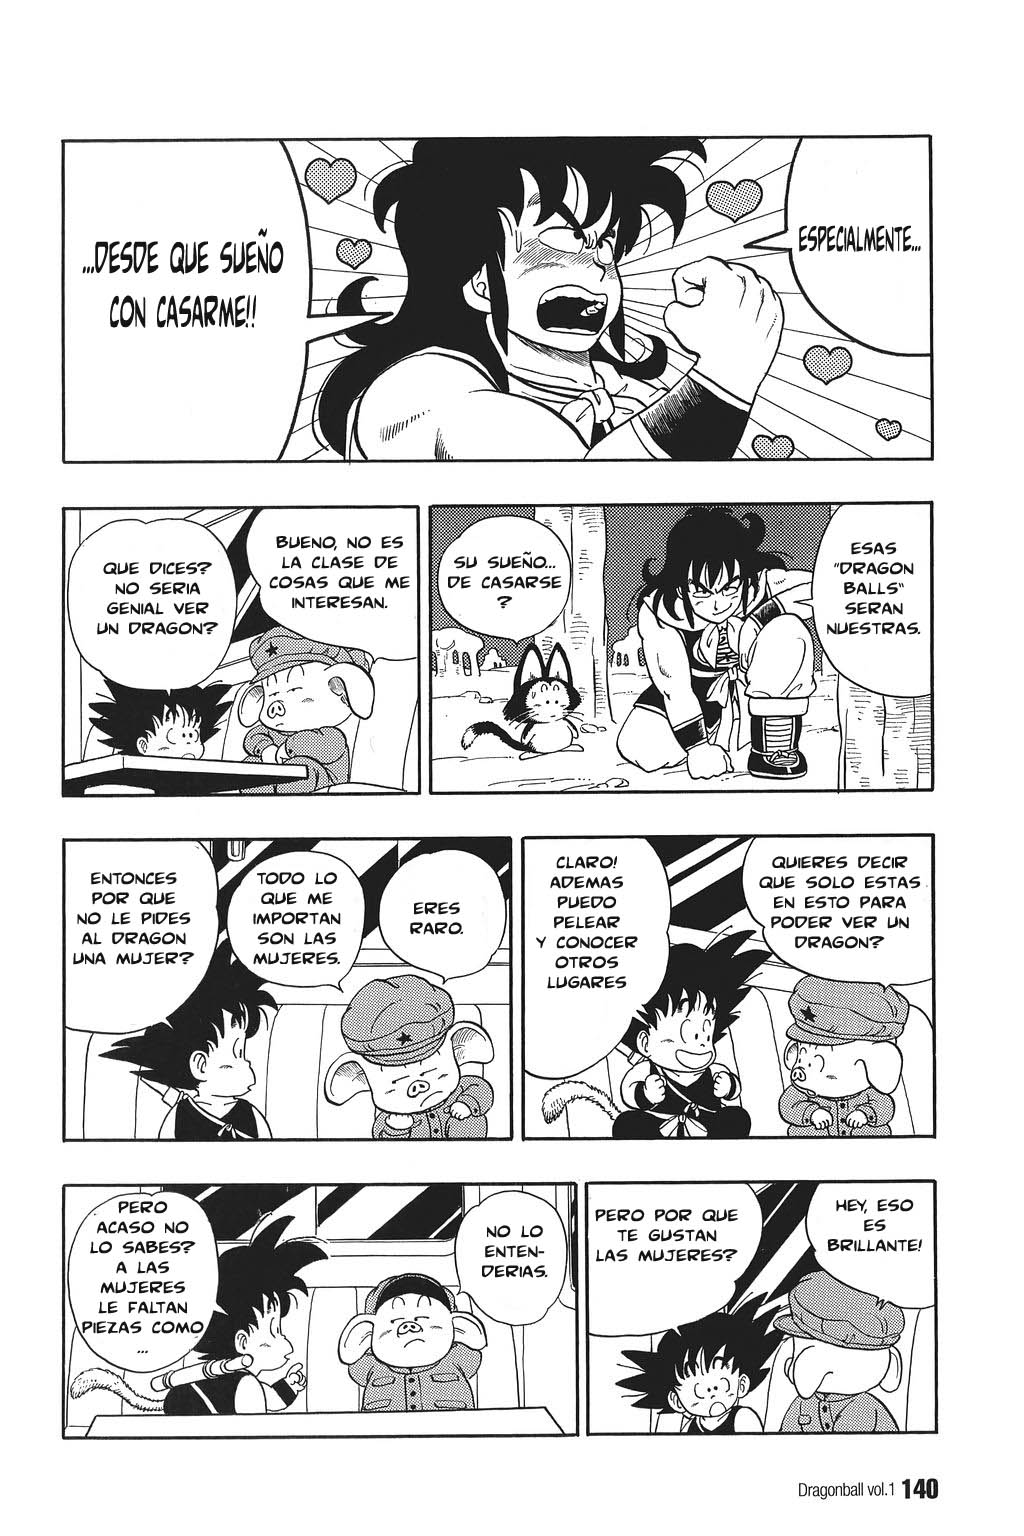 ESPECIALMENTE...
...DESDE QUE SUEÑO
CON CASARME!!
ESAS
"DRAGON
BALLS"
SERAN
NUESTRAS.
SU SUEÑO...
DE CASARSE
?
BUENO, NO ES
LA CLASE DE
COSAS QUE ME
INTERESAN.
QUE DICES?
NO SERIA
GENIAL VER
UN DRAGON?
QUIERES DECIR
QUE SOLO ESTAS
EN ESTO PARA
PODER VER UN
DRAGON?
CLARO!
ADEMAS
PUEDO
PELEAR
Y CONOCER
OTROS
LUGARES
ERES
RARO.
TODO LO
QUE ME
IMPORTAN
SON LAS
MUJERES.
ENTONCES
POR QUE
NO LE PIDES
AL DRAGON
UNA MUJER?
HEY, ESO
ES
BRILLANTE!
PERO POR QUE
TE GUSTAN
LAS MUJERES?
NO LO
ENTEN-
DERIAS.
PERO
ACASO NO
LO SABES?
A LAS
MUJERES
LE FALTAN
PIEZAS COMO
...
Dragonball vol.1 140